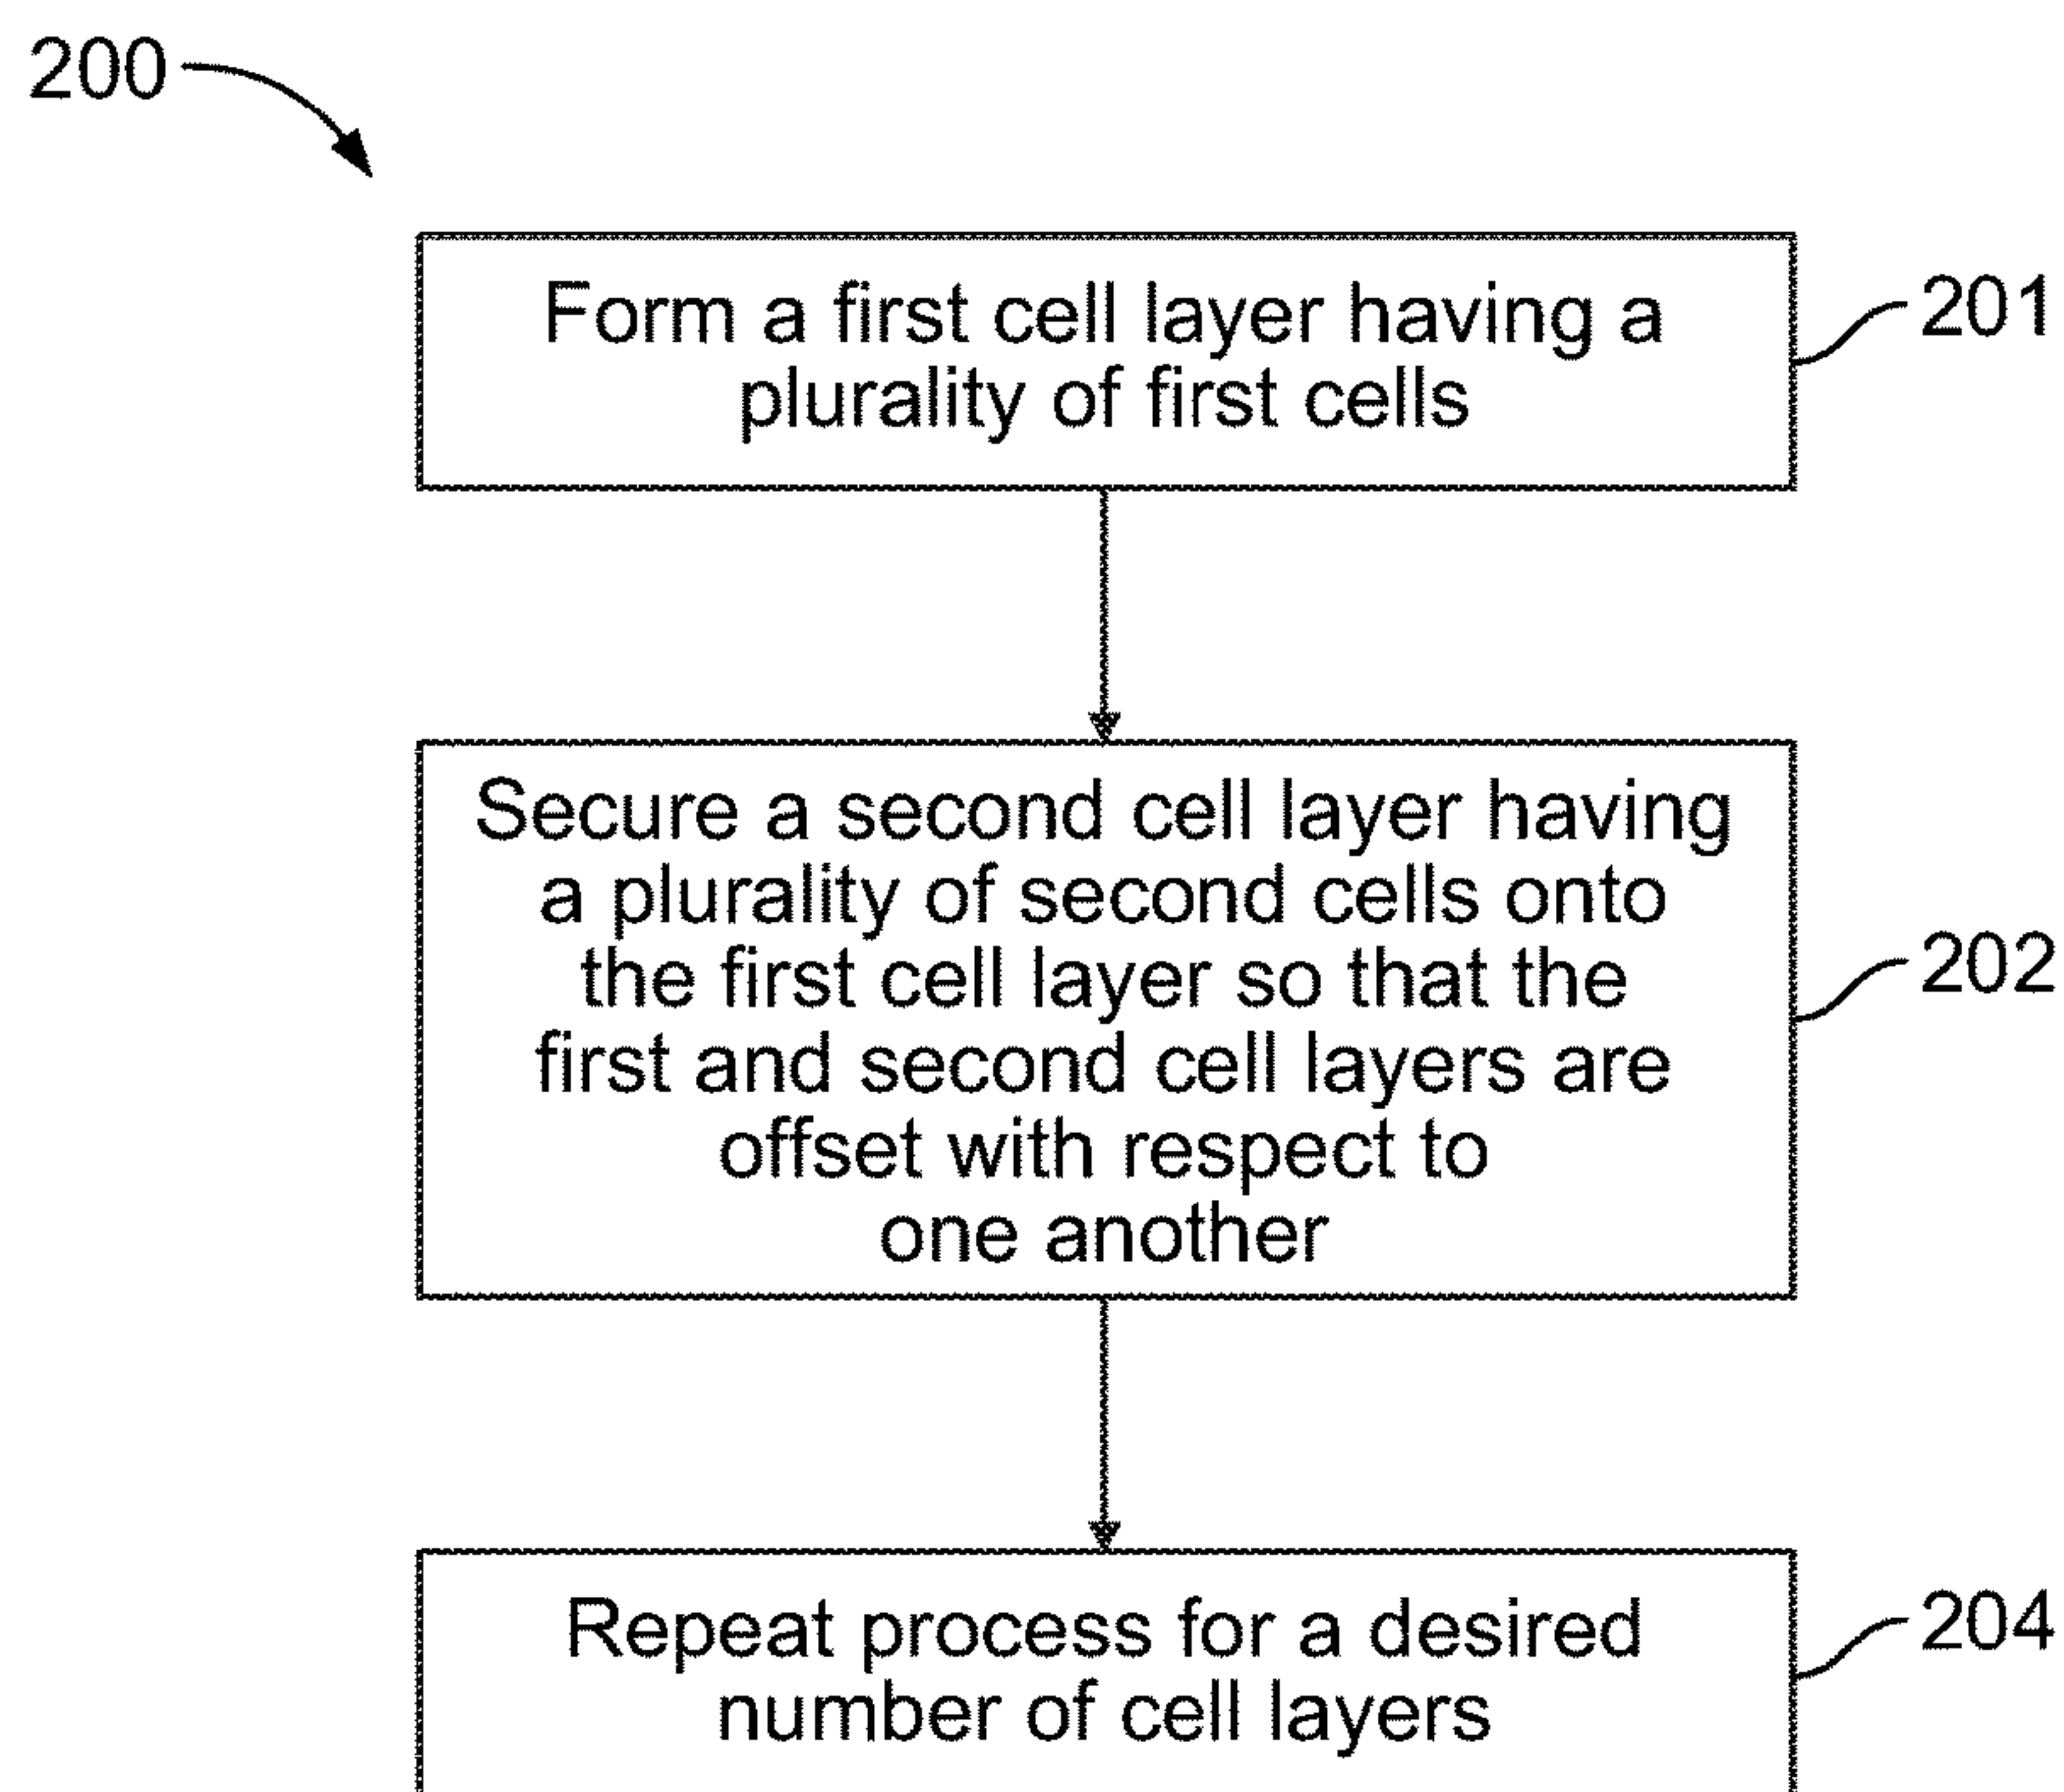 200
Form a first cell layer having a
plurality of first cells
201
Secure a second cell layer having
a plurality of second cells onto
the first cell layer so that the
first and second cell layers are
offset with respect to
one another
202
Repeat process for a desired
number of cell layers
204